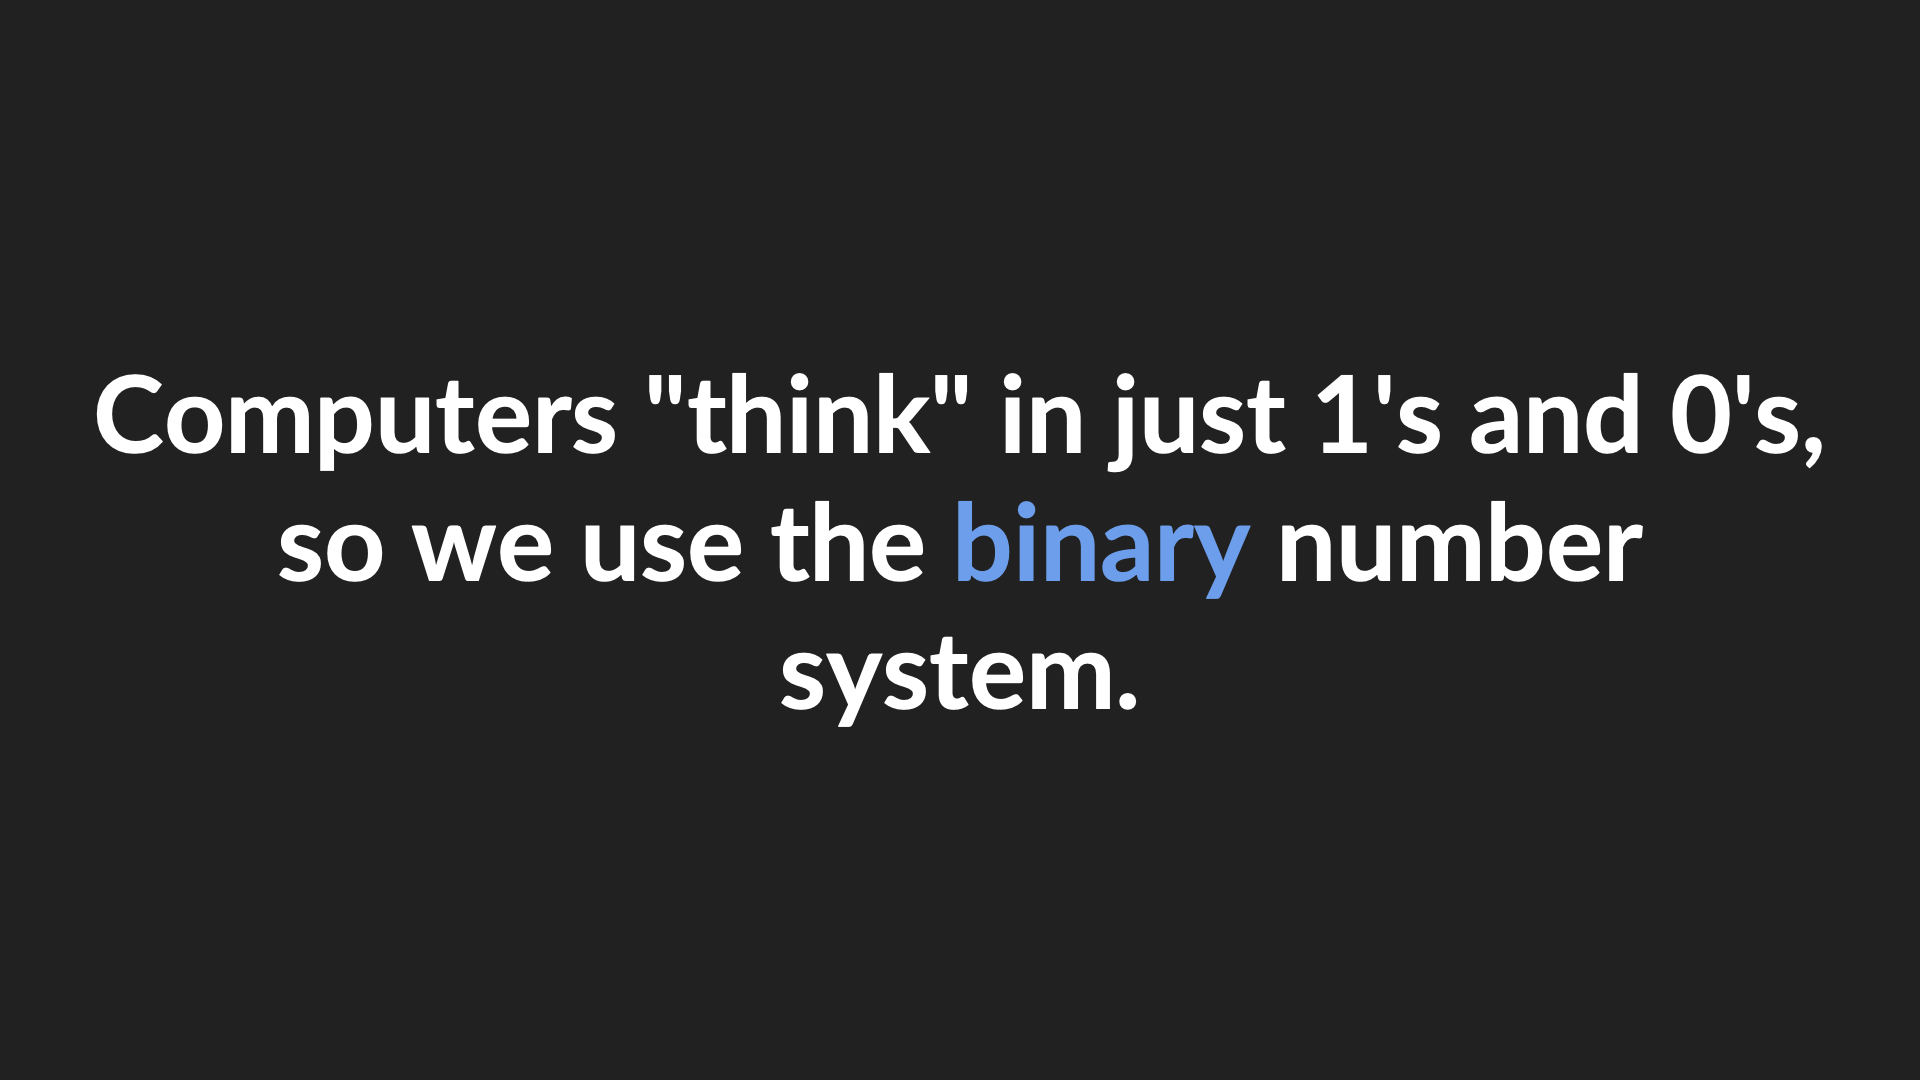 Computers "think" in just 1's and 0's,
so we use the binary number
system.